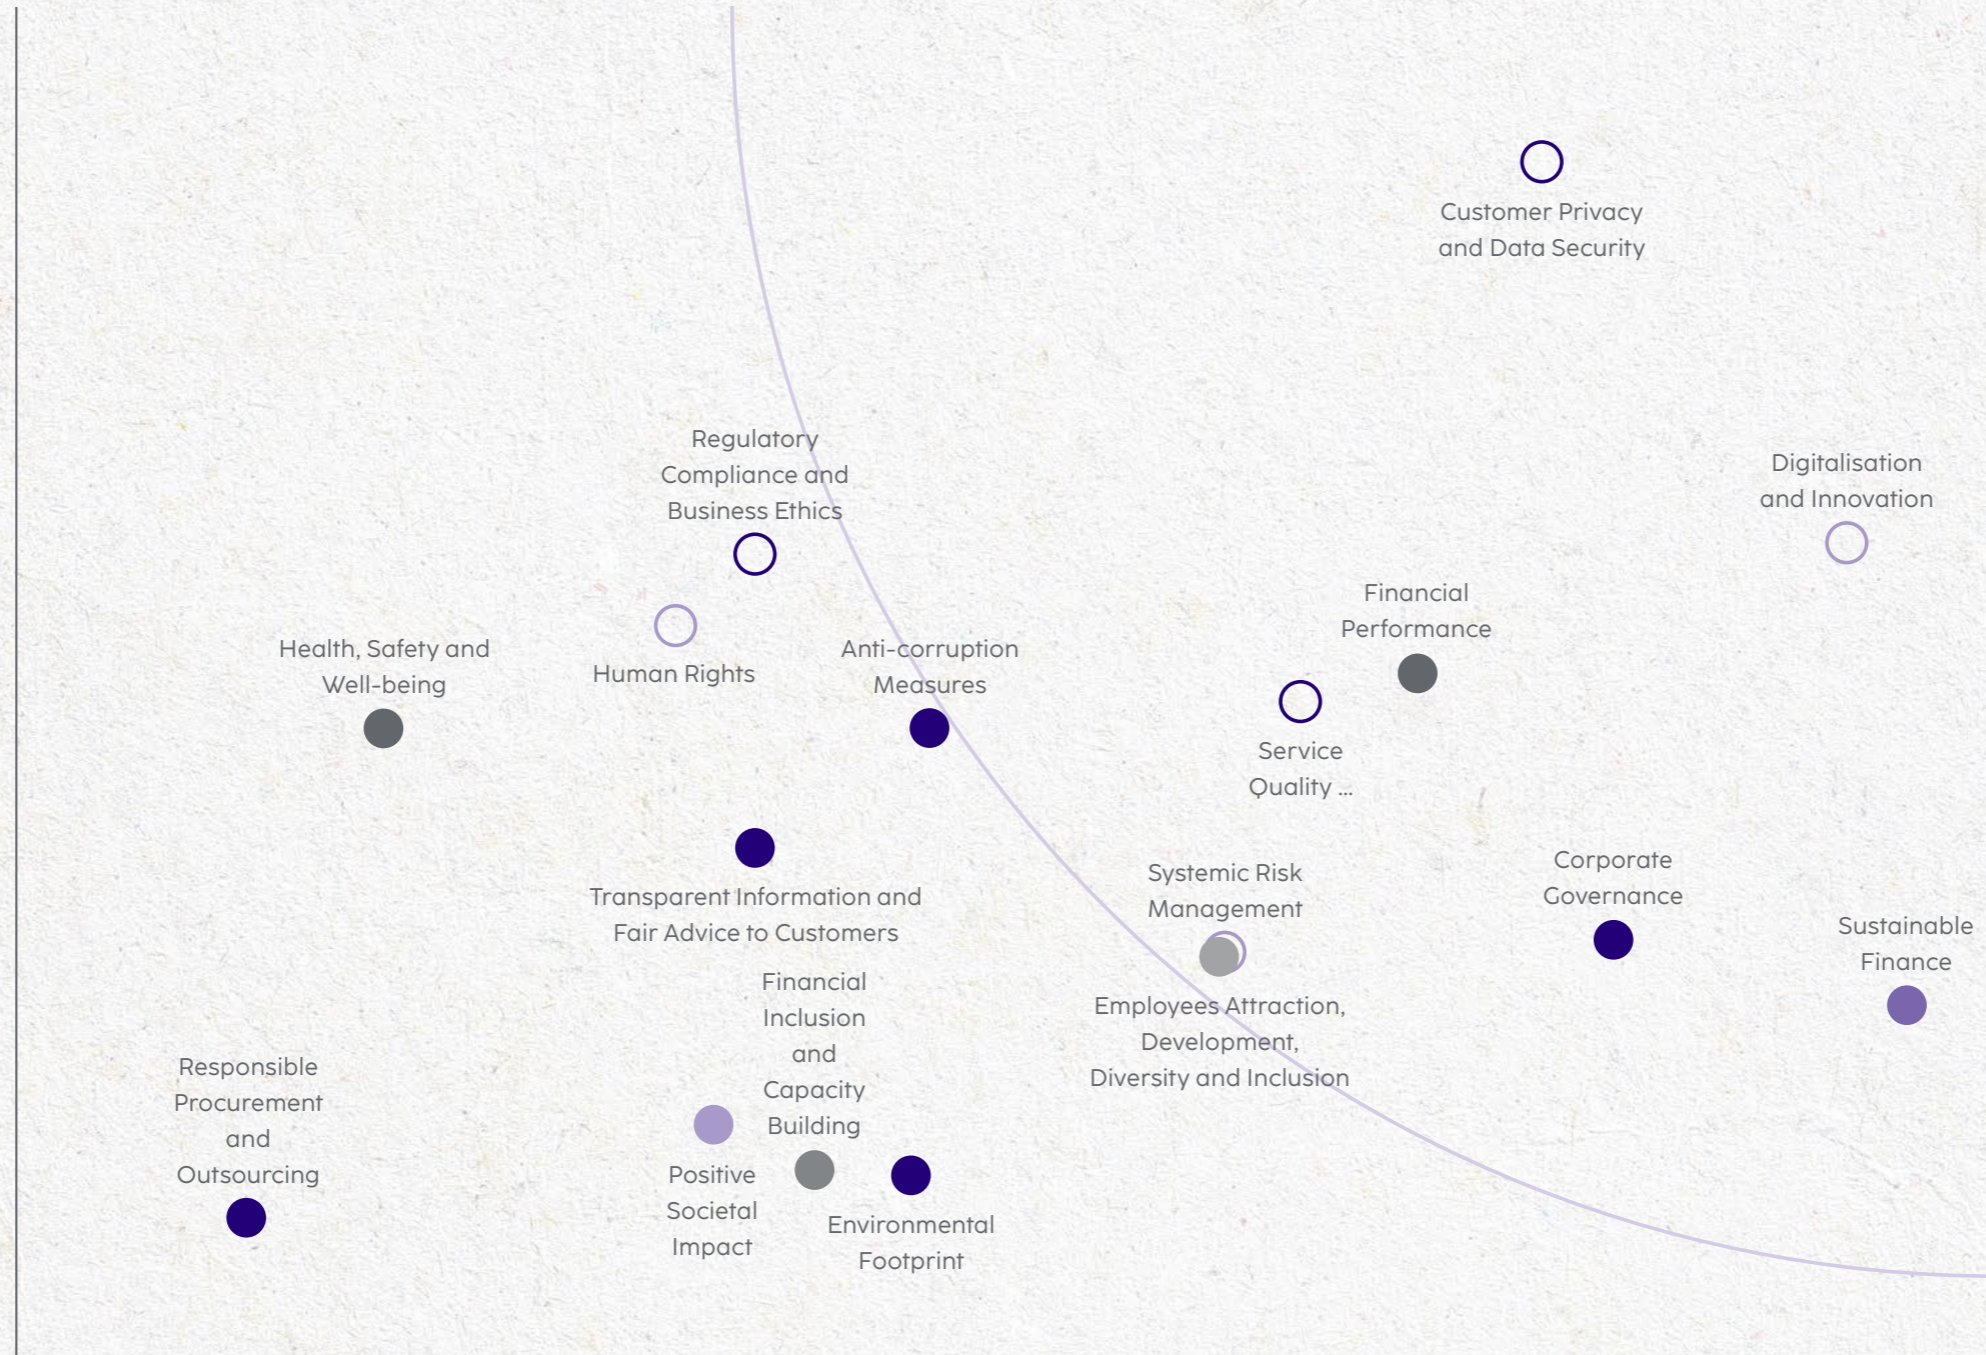 Customer Privacy
and Data Security
Regulatory
Compliance and
Business Ethics
Digitalisation
and Innovation
Financial
Performance
Health, Safety and
Well-being
Human Rights
Anti-corruption
Measures
Service
Quality ...
Transparent Information and
Fair Advice to Customers
Systemic Risk
Management
Corporate
Governance
Sustainable
Finance
Financial
Inclusion
and
Capacity
Building
Employees Attraction,
Development,
Diversity and Inclusion
Responsible
Procurement
and
Outsourcing
Positive
Societal
Impact
Environmental
Footprint